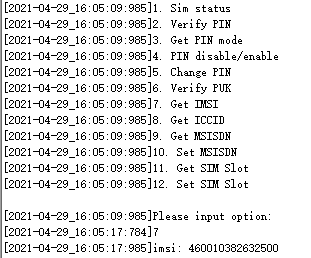 [2021-04-29_16:05:09:985]1. Sim status
[2021-04-29_16:05:09:985]2. Verify PIN
[2021-04-29_16:05:09:985]3. Get PIN mode
[2021-04-29_16:05:09:985]4. PIN disable/enable
[2021-04-29_16:05:09:985]5. Change PIN
[2021-04-29_16:05:09:985]6. Verify PUK
[2021-04-29_16:05:09:985]7. Get IMSI
[2021-04-29_16:05:09:985]8. Get ICCID
[2021-04-29_16:05:09:985]9. Get MSISDN
[2021-04-29_16:05:09:985]10. Set MSISDN
[2021-04-29_16:05:09:985]11. Get SIM Slot
[2021-04-29_16:05:09:985]12. Set SIM Slot
[2021-04-29_16:05:09:985]Please input option:
[2021-04-29_16:05:17:784]7
[2021-04-29_16:05:17:985]imsi: 460010382632500